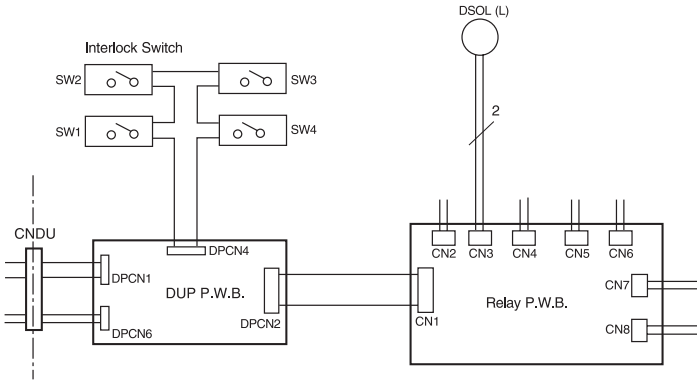 DSOL (L)
Interlock Switch
SW2
SW3
SW1
SW4
2
CNDU
DPCN4
CN2
CN3
CN4
CN5
CN6
DPCN1
DUP P.W.B.
CN7
DPCN2
CN1
Relay P.W.B.
DPCN6
CN8